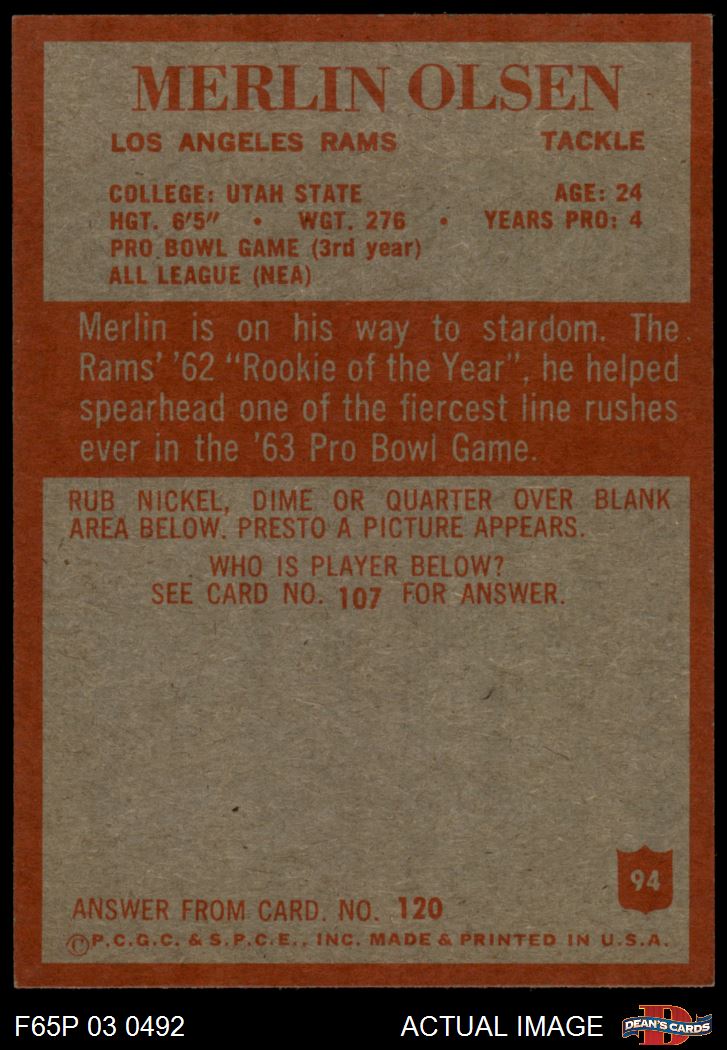 MERLIN OLSEN
LOS ANGELES RAMS TACKLE
COLLEGE: UTAH STATE AGE: 24
HGT. 6'5" • WGT. 276 • YEARS PRO: 4
PRO BOWL GAME (3rd year)
ALL LEAGUE (NEA)
Merlin is on his way to stardom. The
Rams' '62 "Rookie of the Year", he helped
spearhead one of the fiercest line rushes
ever in the '63 Pro Bowl Game.
RUB NICKEL, DIME OR QUARTER OVER BLANK
AREA BELOW. PRESTO A PICTURE APPEARS.
WHO IS PLAYER BELOW?
SEE CARD NO. 107 FOR ANSWER.
94
ANSWER FROM CARD. NO. 120
©P.C.G.C. & S.P.C.E., INC. MADE & PRINTED IN U.S.A.
F65P 03 0492 ACTUAL IMAGE
D
DEAN'S CARDS